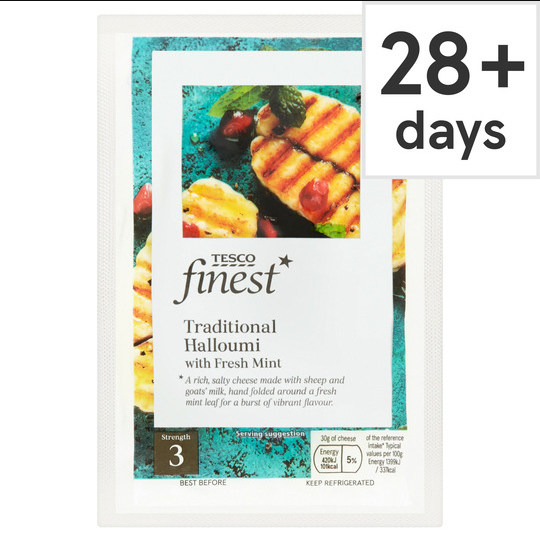 28+
days
TESCO
finest*
Traditional
Halloumi
with Fresh Mint
* A rich, salty cheese made with sheep and
goats' milk, hand folded around a fresh
mint leaf for a burst of vibrant flavour.
Serving suggestion
Strength
3
30g of cheese
Energy
420kJ
101kcal
5%
of the reference
intake* Typical
values per 100g
Energy 1399kJ
/ 337kcal
BEST BEFORE
KEEP REFRIGERATED